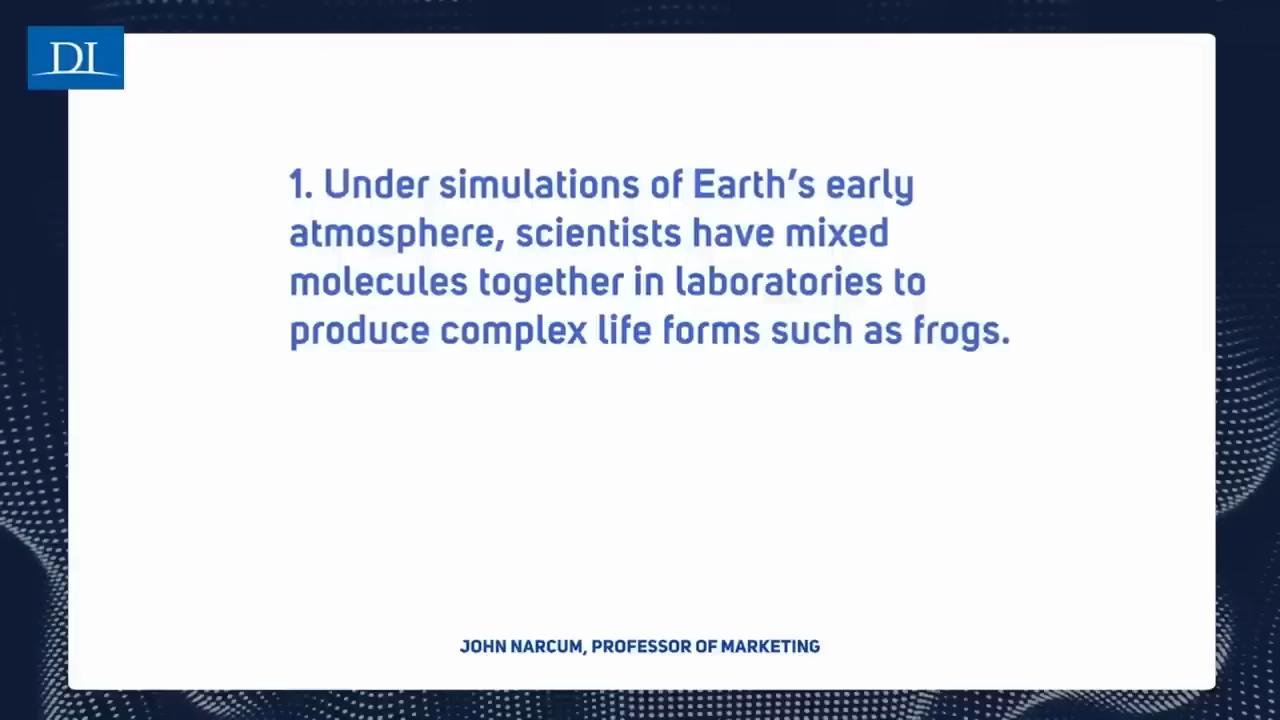 DI
1. Under simulations of Earth’s early
atmosphere, scientists have mixed
molecules together in laboratories to
produce complex life forms such as frogs.
JOHN NARCUM, PROFESSOR OF MARKETING